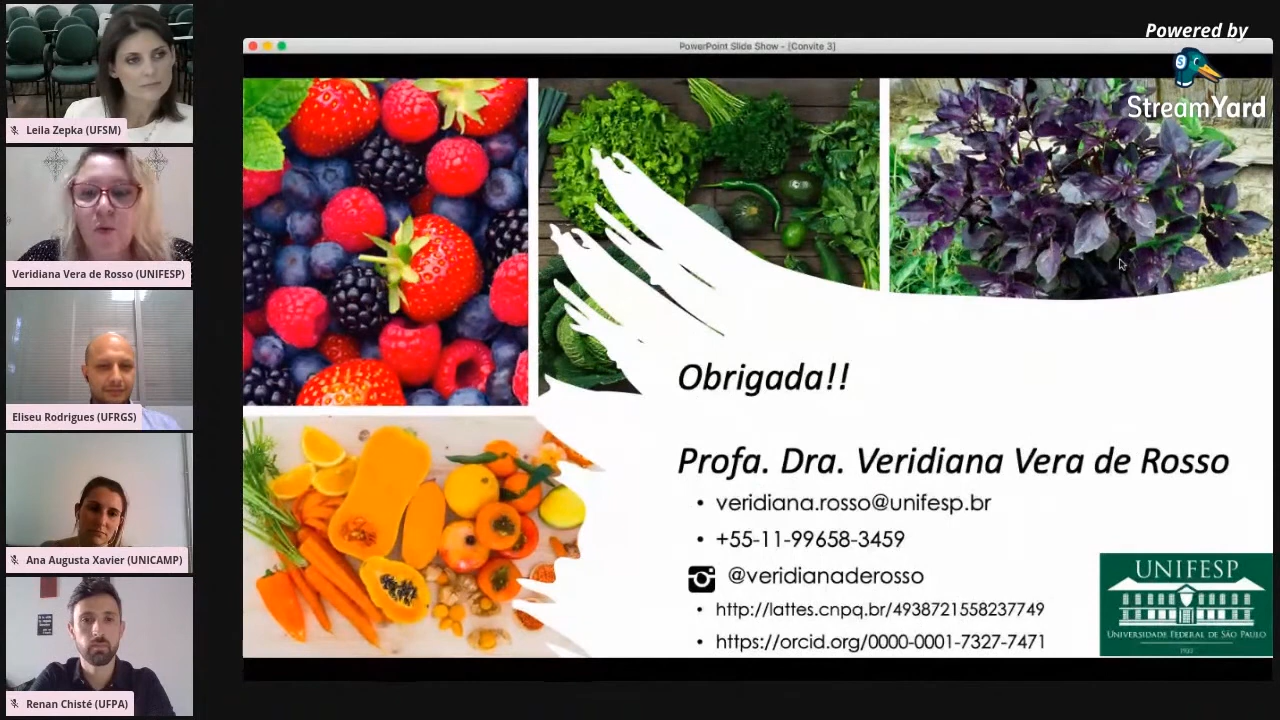 Powered by
StreamYard
PowerPoint Slide Show - [Convite 3]
Leila Zepka (UFSM)
Veridiana Vera de Rosso (UNIFESP)
Eliseu Rodrigues (UFRGS)
Ana Augusta Xavier (UNICAMP)
Renan Chisté (UFPA)
Obrigada!!
Profa. Dra. Veridiana Vera de Rosso
• veridiana.rosso@unifesp.br
• +55-11-99658-3459
@veridianaderosso
• http://lattes.cnpq.br/4938721558237749
• https://orcid.org/0000-0001-7327-7471
UNIFESP
UNIVERSIDADE FEDERAL DE SÃO PAULO